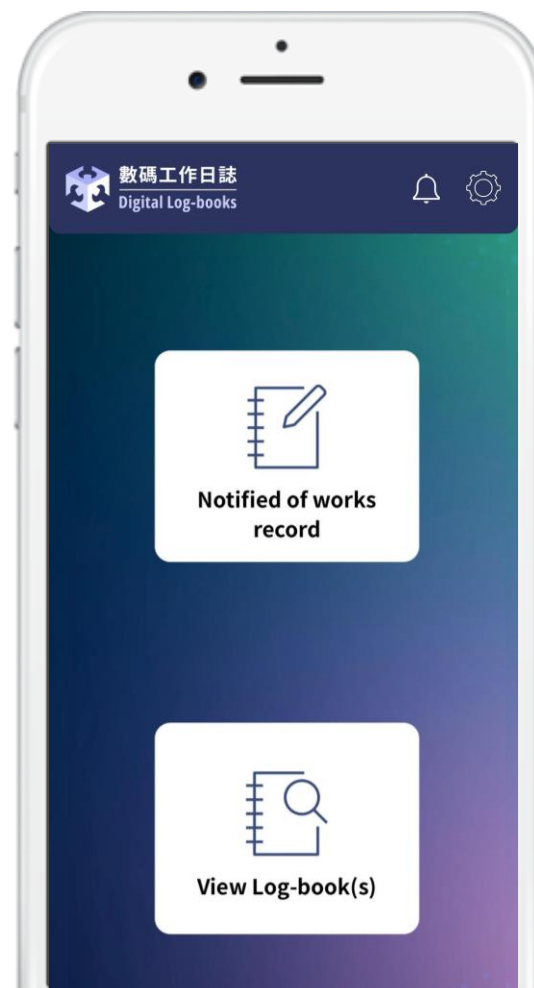 數碼工作日誌
Digital Log-books
Notified of works
record
View Log-book(s)